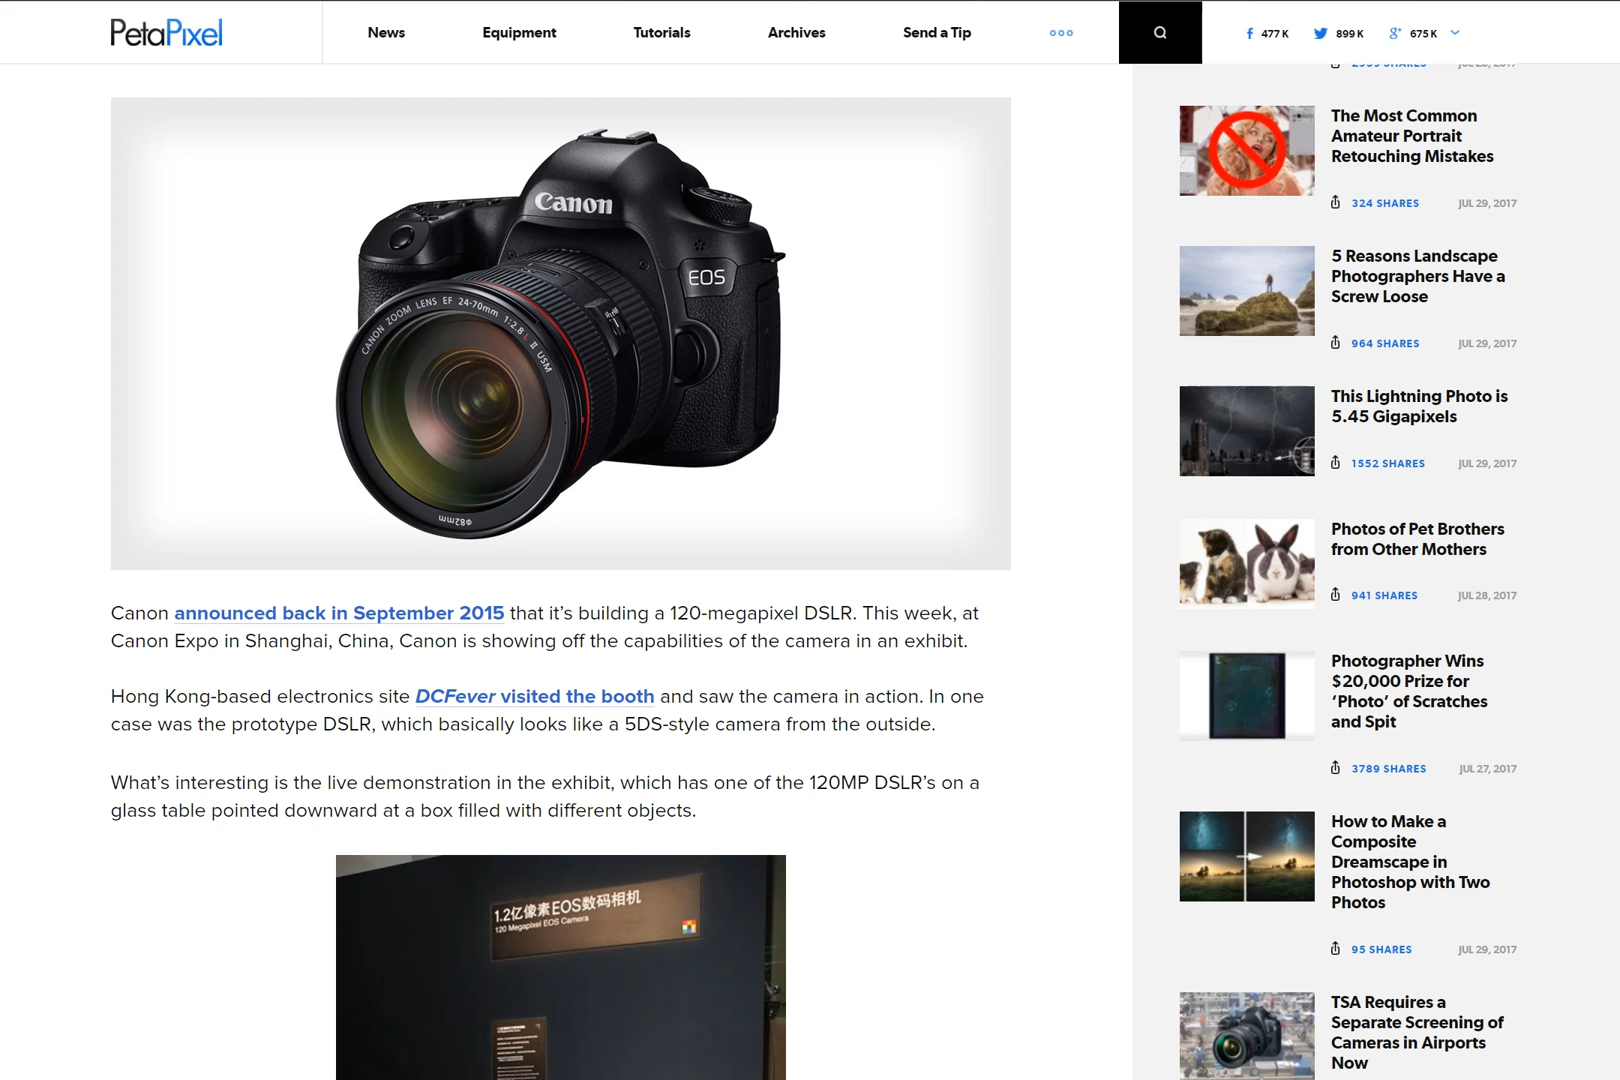 PetaPixel
News
Equipment
Tutorials
Archives
Send a Tip
477 K
899 K
675 K
Canon
EOS
CANON ZOOM LENS EF 24-70mm 1:2.8 L II USM
Φ82mm
Canon announced back in September 2015 that it’s building a 120-megapixel DSLR. This week, at
Canon Expo in Shanghai, China, Canon is showing off the capabilities of the camera in an exhibit.
Hong Kong-based electronics site DCFever visited the booth and saw the camera in action. In one
case was the prototype DSLR, which basically looks like a 5DS-style camera from the outside.
What’s interesting is the live demonstration in the exhibit, which has one of the 120MP DSLR’s on a
glass table pointed downward at a box filled with different objects.
1.2亿像素EOS数码相机
120 Megapixel EOS Camera
The Most Common
Amateur Portrait
Retouching Mistakes
324 SHARES
JUL 29, 2017
5 Reasons Landscape
Photographers Have a
Screw Loose
964 SHARES
JUL 29, 2017
This Lightning Photo is
5.45 Gigapixels
1552 SHARES
JUL 29, 2017
Photos of Pet Brothers
from Other Mothers
941 SHARES
JUL 28, 2017
Photographer Wins
$20,000 Prize for
‘Photo’ of Scratches
and Spit
3789 SHARES
JUL 27, 2017
How to Make a
Composite
Dreamscape in
Photoshop with Two
Photos
95 SHARES
JUL 29, 2017
TSA Requires a
Separate Screening of
Cameras in Airports
Now